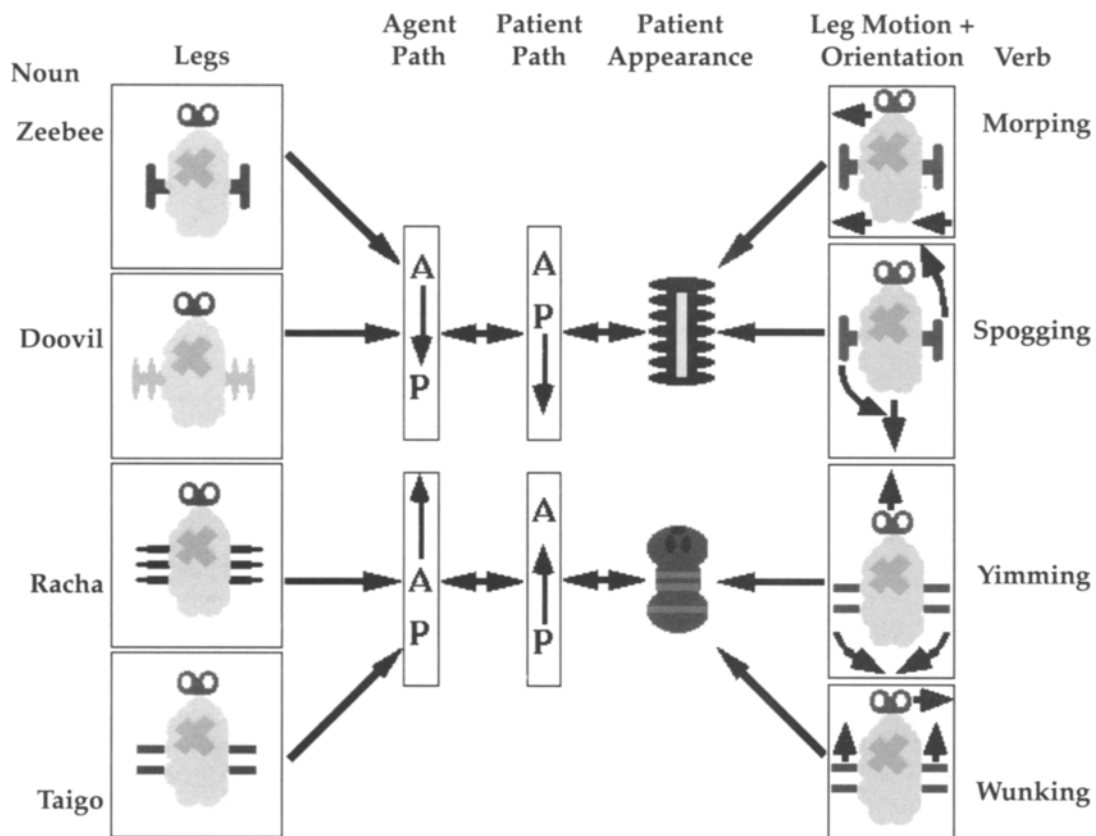 Noun
Legs
Agent
Path
Patient
Path
Patient
Appearance
Leg Motion +
Orientation
Verb
Zeebee
Doovil
Racha
Taigo
A
P
A
P
A
P
A
P
Morping
Spogging
Yimming
Wunking